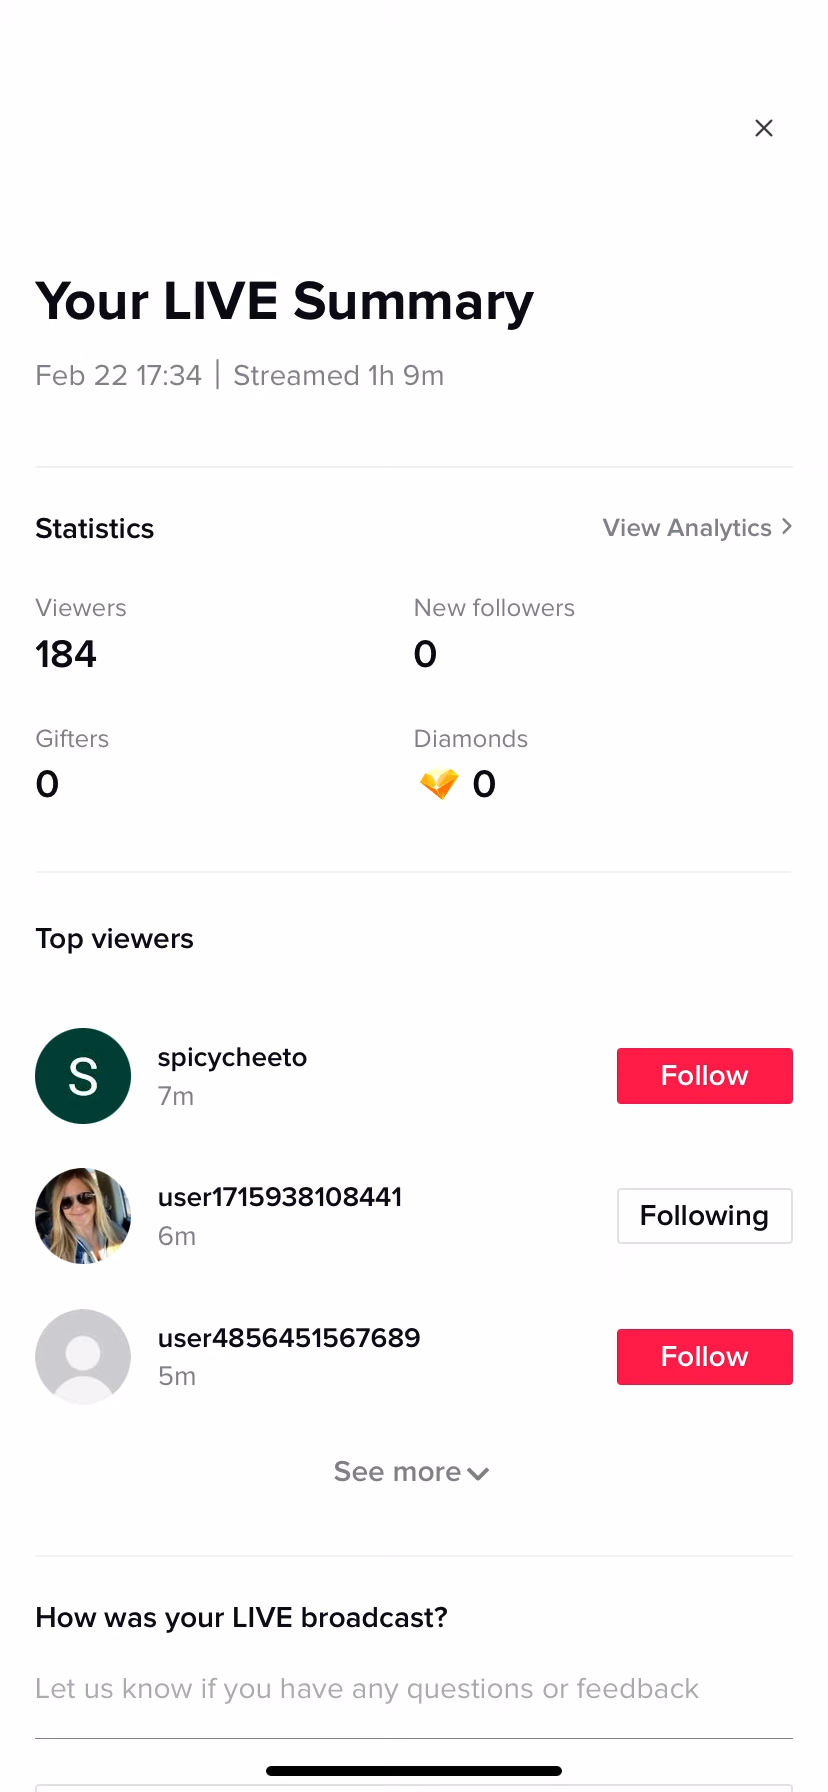 Your LIVE Summary
Feb 22 17:34 | Streamed 1h 9m
Statistics
View Analytics >
Viewers
New followers
184
0
Gifters
Diamonds
0
0
Top viewers
S
spicycheeto
7m
Follow
user1715938108441
6m
Following
user4856451567689
5m
Follow
See more
How was your LIVE broadcast?
Let us know if you have any questions or feedback